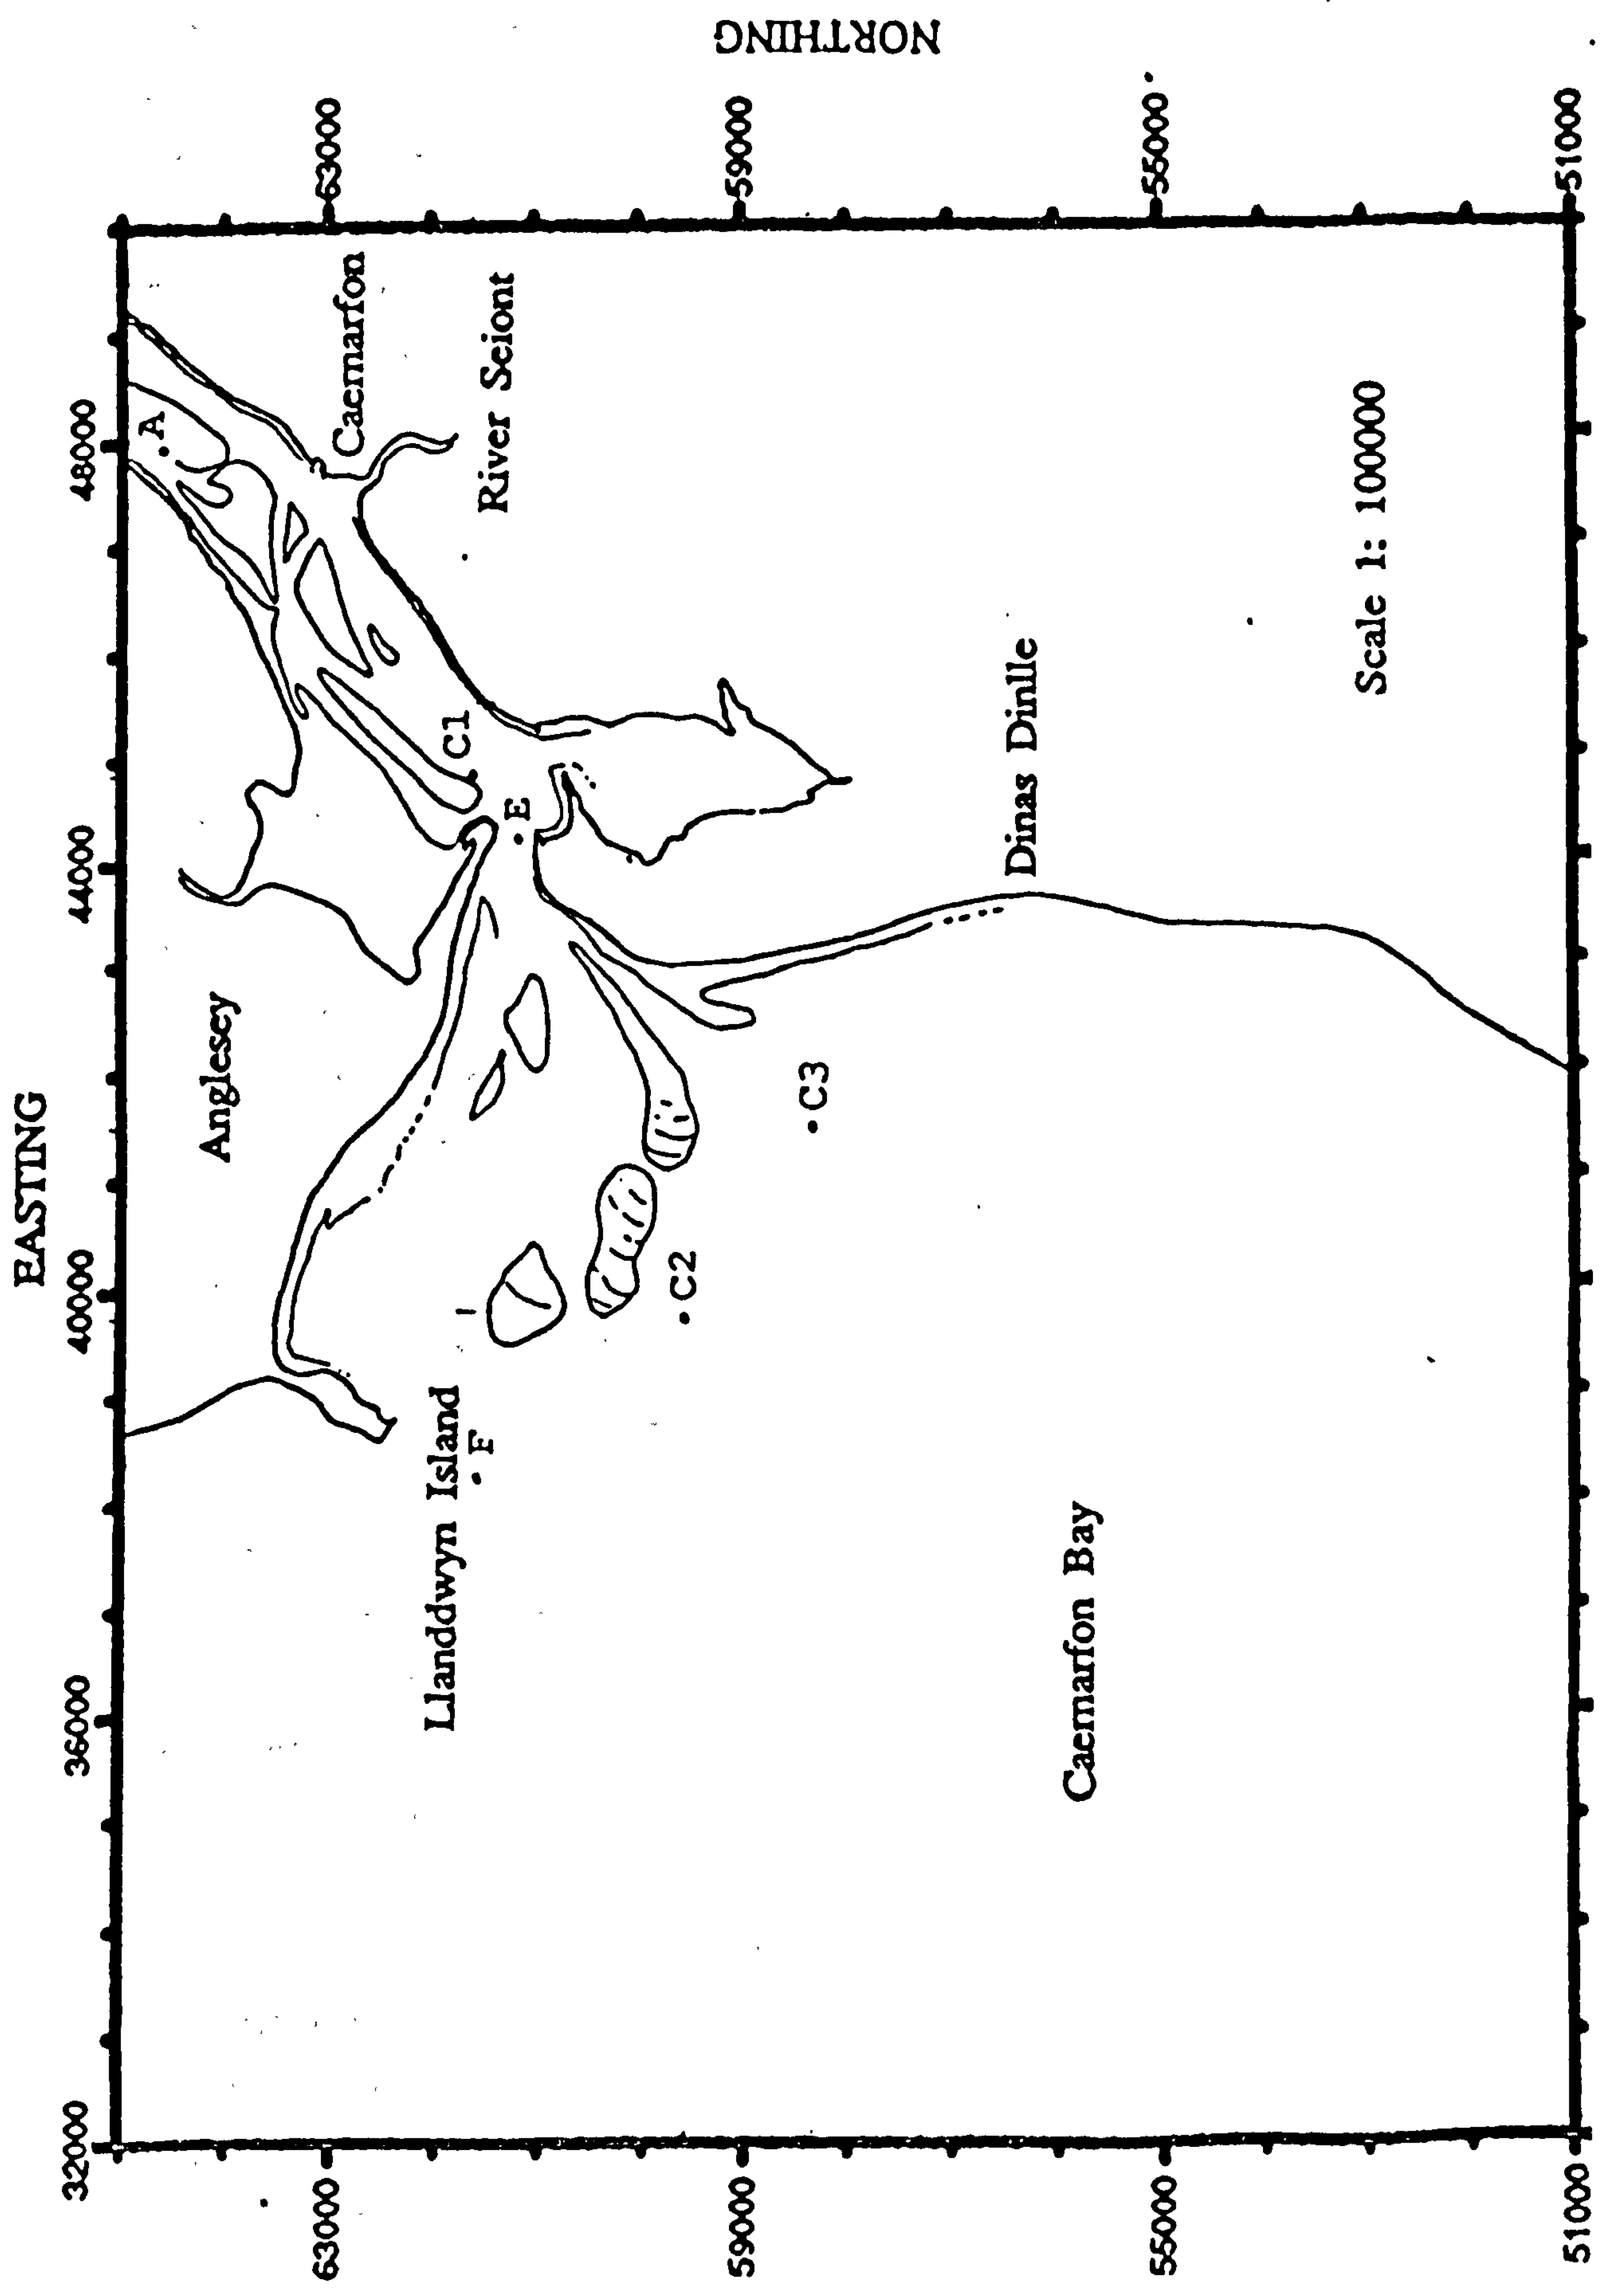 EASTING
32000
36000
40000
44000
48000
63000
63000
A
Anglesey
Caernarfon
River Seiont
C1
E
Llanddwyn Island
F
59000
59000
C2
C3
Dinas Dinlle
55000
55000
Caernarfon Bay
Scale 1: 100000
51000
51000
NORTHING